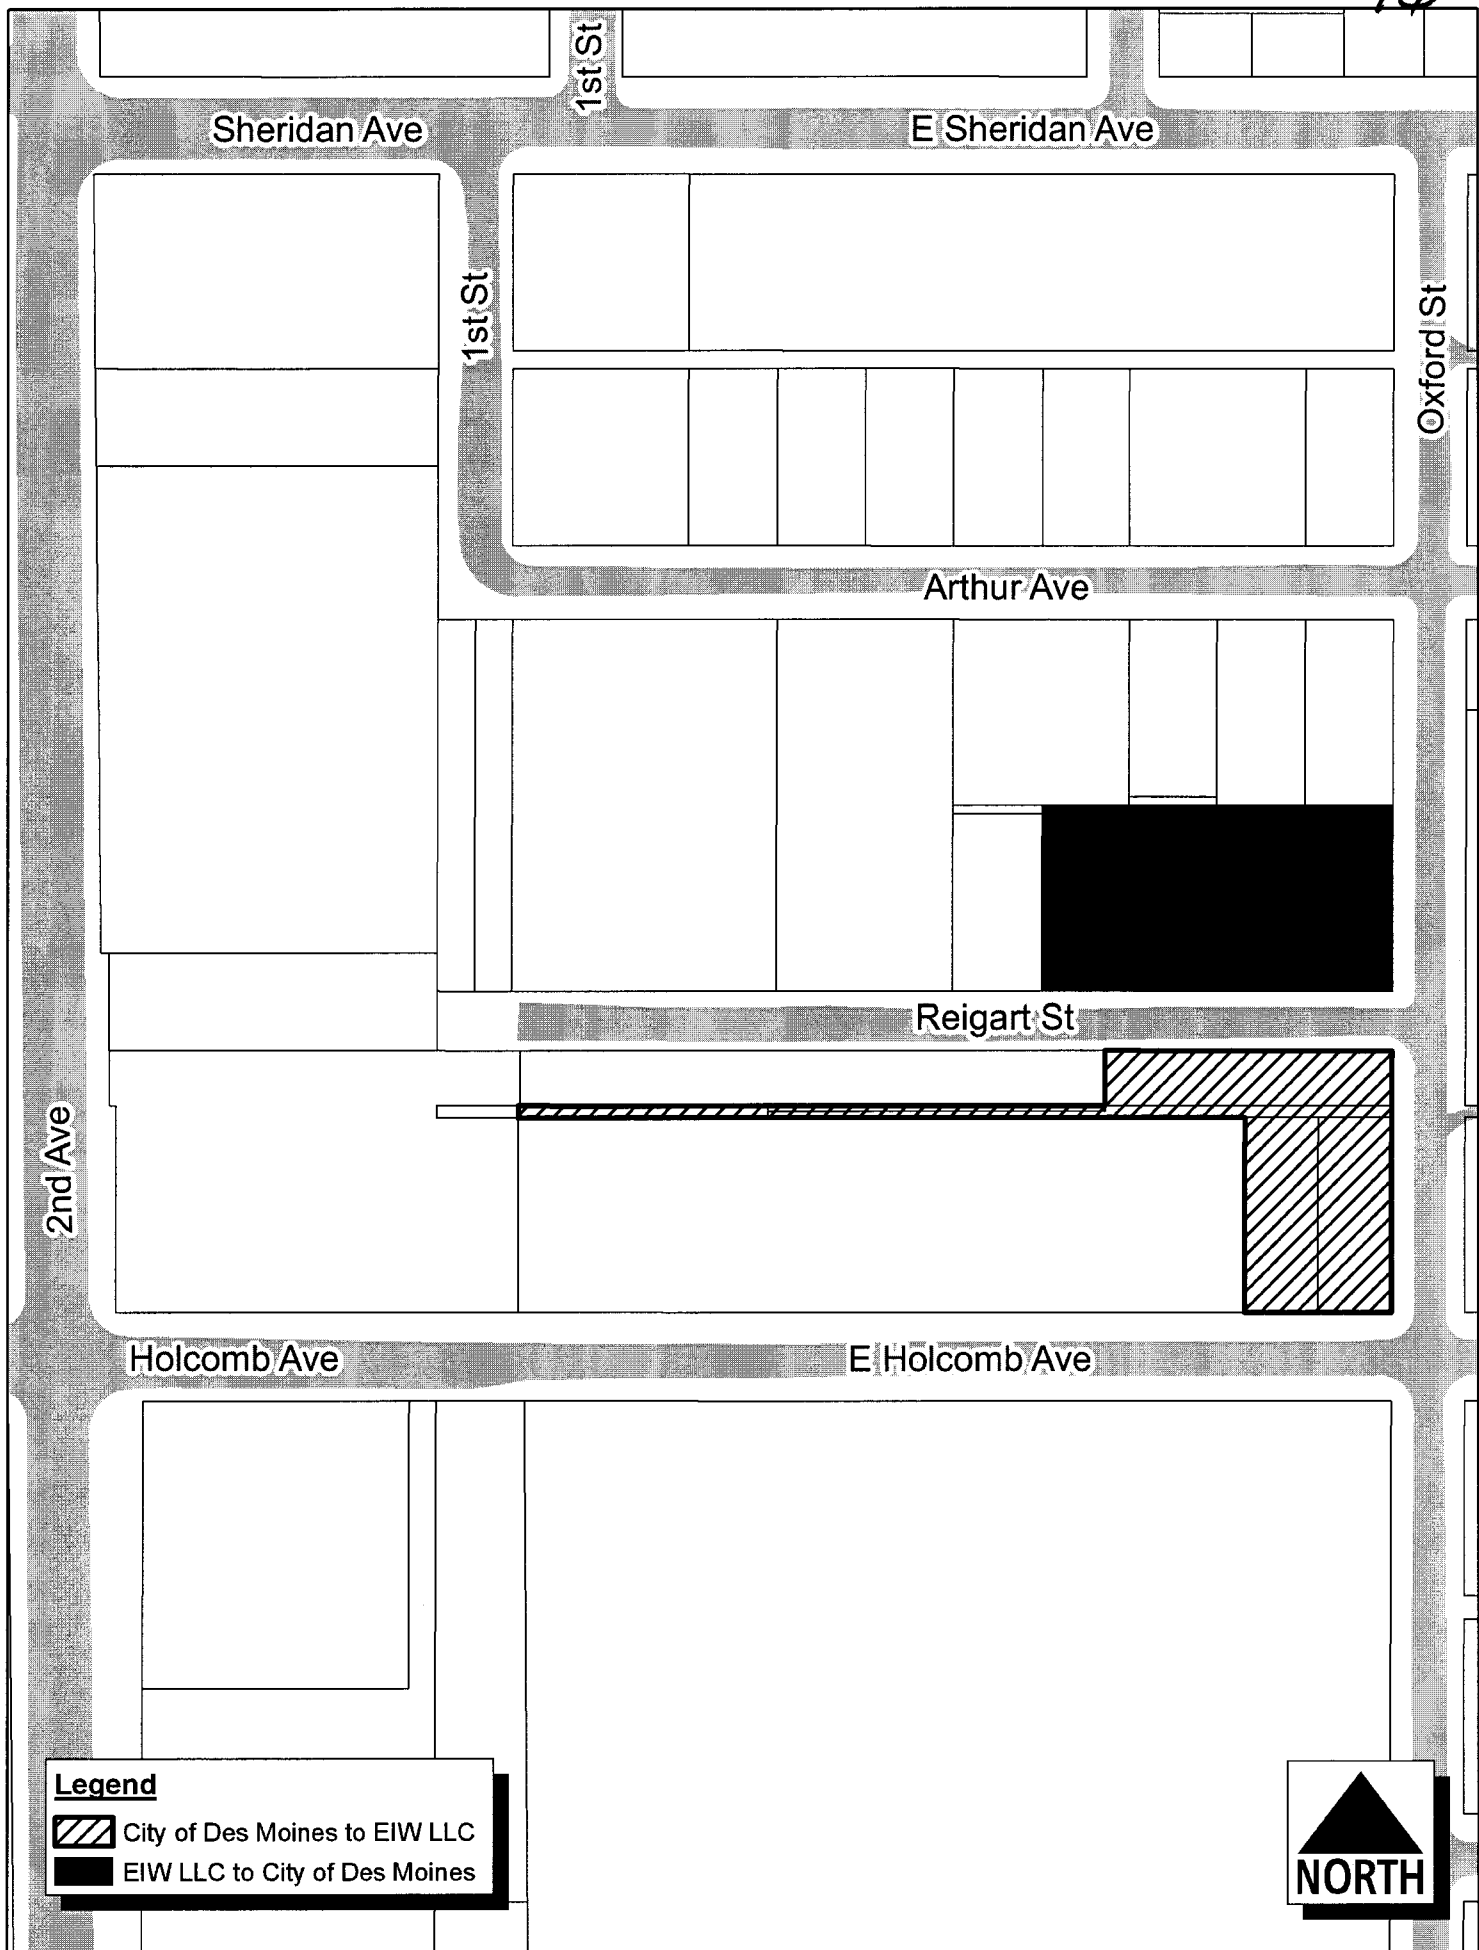 1st St
Sheridan Ave
E Sheridan Ave
1st St
Oxford St
Arthur Ave
Reigart St
2nd Ave
Holcomb Ave
E Holcomb Ave
Legend
City of Des Moines to EIW LLC
EIW LLC to City of Des Moines
NORTH